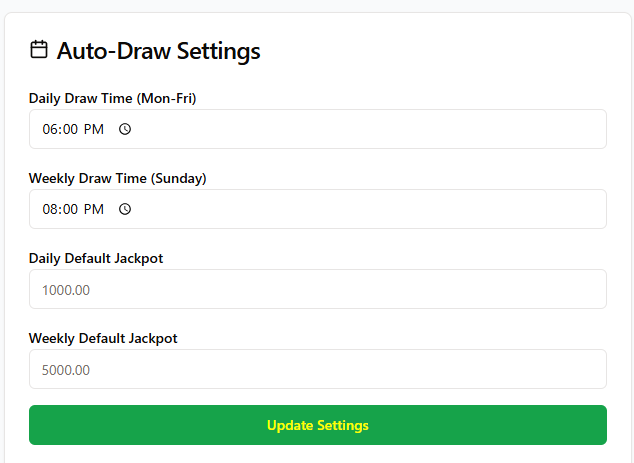 Auto-Draw Settings
Daily Draw Time (Mon-Fri)
06:00 PM
Weekly Draw Time (Sunday)
08:00 PM
Daily Default Jackpot
1000.00
Weekly Default Jackpot
5000.00
Update Settings